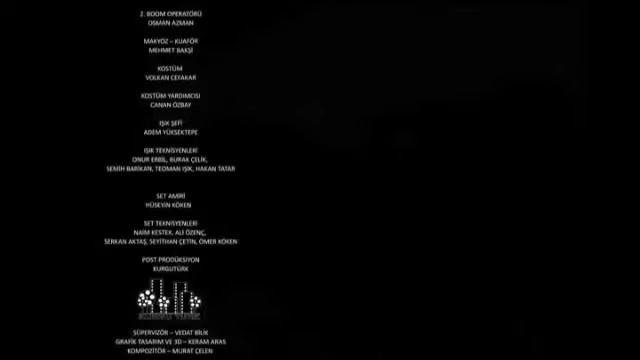 2. BOOM OPERATÖRÜ
OSMAN AZMAN
MAKYÖZ – KUAFÖR
MEHMET BAKŞİ
KOSTÜM
VOLKAN CEFAKAR
KOSTÜM YARDIMCISI
CANAN ÖZBAY
IŞIK ŞEFİ
ADEM YÜKSEKTEPE
IŞIK TEKNİSYENLERİ
ONUR ERBİL, BURAK ÇELİK,
SEMİH BARİKAN, TEOMAN IŞIK, HAKAN TATAR
SET AMİRİ
HÜSEYİN KÖKEN
SET TEKNİSYENLERİ
NAİM KESTEK, ALİ ÖZENÇ,
SERKAN AKTAŞ, SEYİTHAN ÇETİN, ÖMER KÖKEN
POST PRODÜKSİYON
KURGUTÜRK
SÜPERVİZÖR – VEDAT BİLİK
GRAFİK TASARIM VE 3D – KERAM ARAS
KOMPOZİTÖR – MURAT ÇELEN